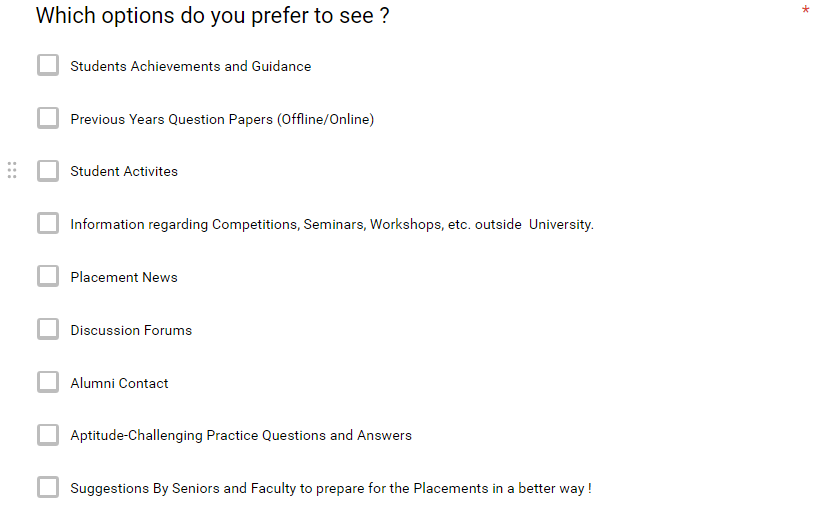 Which options do you prefer to see ? *
Students Achievements and Guidance
Previous Years Question Papers (Offline/Online)
Student Activites
Information regarding Competitions, Seminars, Workshops, etc. outside  University.
Placement News
Discussion Forums
Alumni Contact
Aptitude-Challenging Practice Questions and Answers
Suggestions By Seniors and Faculty to prepare for the Placements in a better way !